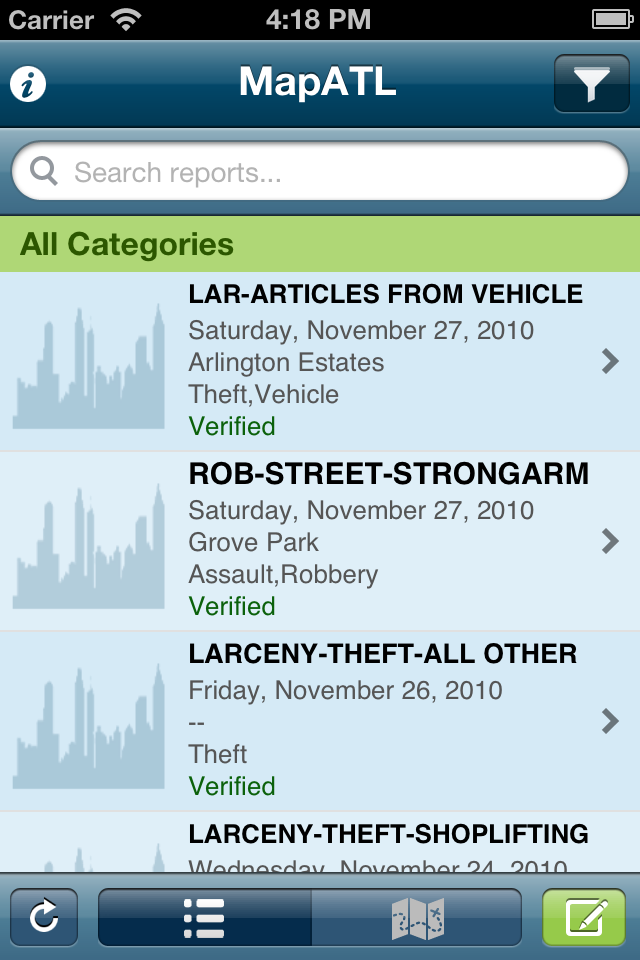 Carrier 4:18 PM
MapATL
Search reports...
All Categories
LAR-ARTICLES FROM VEHICLE
Saturday, November 27, 2010
Arlington Estates
Theft,Vehicle
Verified
ROB-STREET-STRONGARM
Saturday, November 27, 2010
Grove Park
Assault,Robbery
Verified
LARCENY-THEFT-ALL OTHER
Friday, November 26, 2010
--
Theft
Verified
LARCENY-THEFT-SHOPLIFTING
Wednesday, November 24, 2010